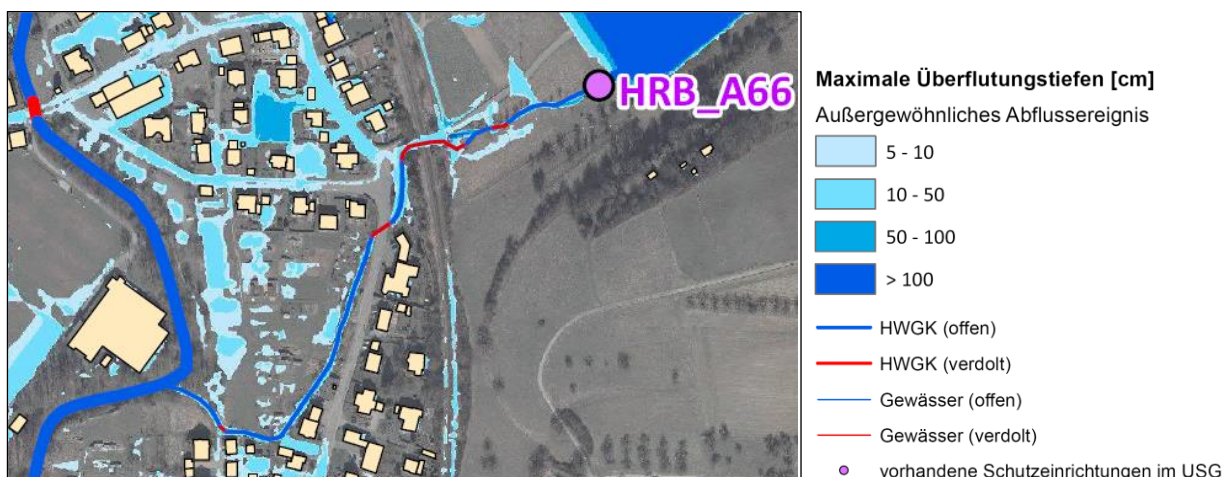 HRB_A66
Maximale Überflutungstiefen [cm]
Außergewöhnliches Abflussereignis
5 - 10
10 - 50
50 - 100
> 100
HWGK (offen)
HWGK (verdolt)
Gewässer (offen)
Gewässer (verdolt)
vorhandene Schutzeinrichtungen im USG